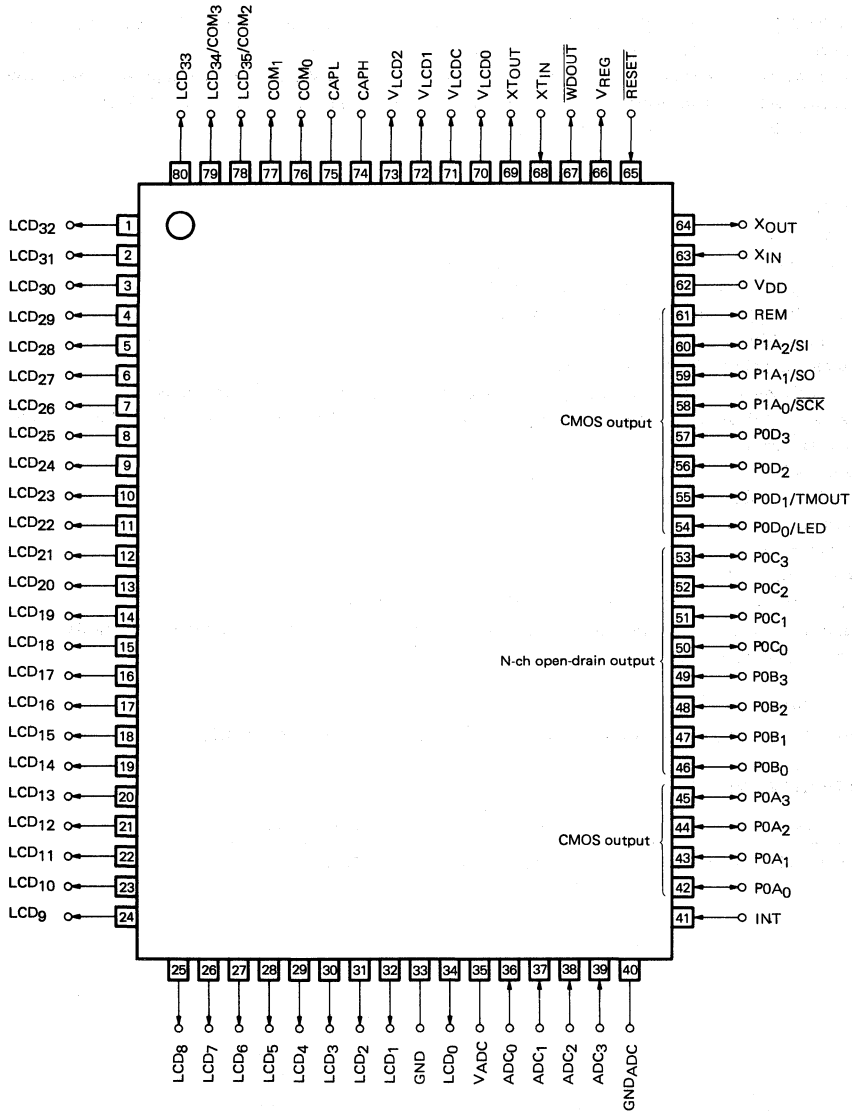 LCD33
LCD34/COM3
LCD35/COM2
COM1
COM0
CAPL
CAPH
VLCD2
VLCD1
VLCDC
VLCD0
XTOUT
XTIN
WDOUT
VREG
RESET
80 79 78 77 76 75 74 73 72 71 70 69 68 67 66 65
LCD32 1 64 XOUT
LCD31 2 63 XIN
LCD30 3 62 VDD
LCD29 4 61 REM
LCD28 5 60 P1A2/SI
LCD27 6 59 P1A1/SO
LCD26 7 58 P1A0/SCK
CMOS output
LCD25 8 57 P0D3
LCD24 9 56 P0D2
LCD23 10 55 P0D1/TMOUT
LCD22 11 54 P0D0/LED
LCD21 12 53 P0C3
LCD20 13 52 P0C2
LCD19 14 51 P0C1
LCD18 15 50 P0C0
N-ch open-drain output
LCD17 16 49 P0B3
LCD16 17 48 P0B2
LCD15 18 47 P0B1
LCD14 19 46 P0B0
LCD13 20 45 P0A3
LCD12 21 44 P0A2
CMOS output
LCD11 22 43 P0A1
LCD10 23 42 P0A0
LCD9 24 41 INT
25 26 27 28 29 30 31 32 33 34 35 36 37 38 39 40
LCD8
LCD7
LCD6
LCD5
LCD4
LCD3
LCD2
LCD1
GND
LCD0
VADC
ADC0
ADC1
ADC2
ADC3
GNDADC